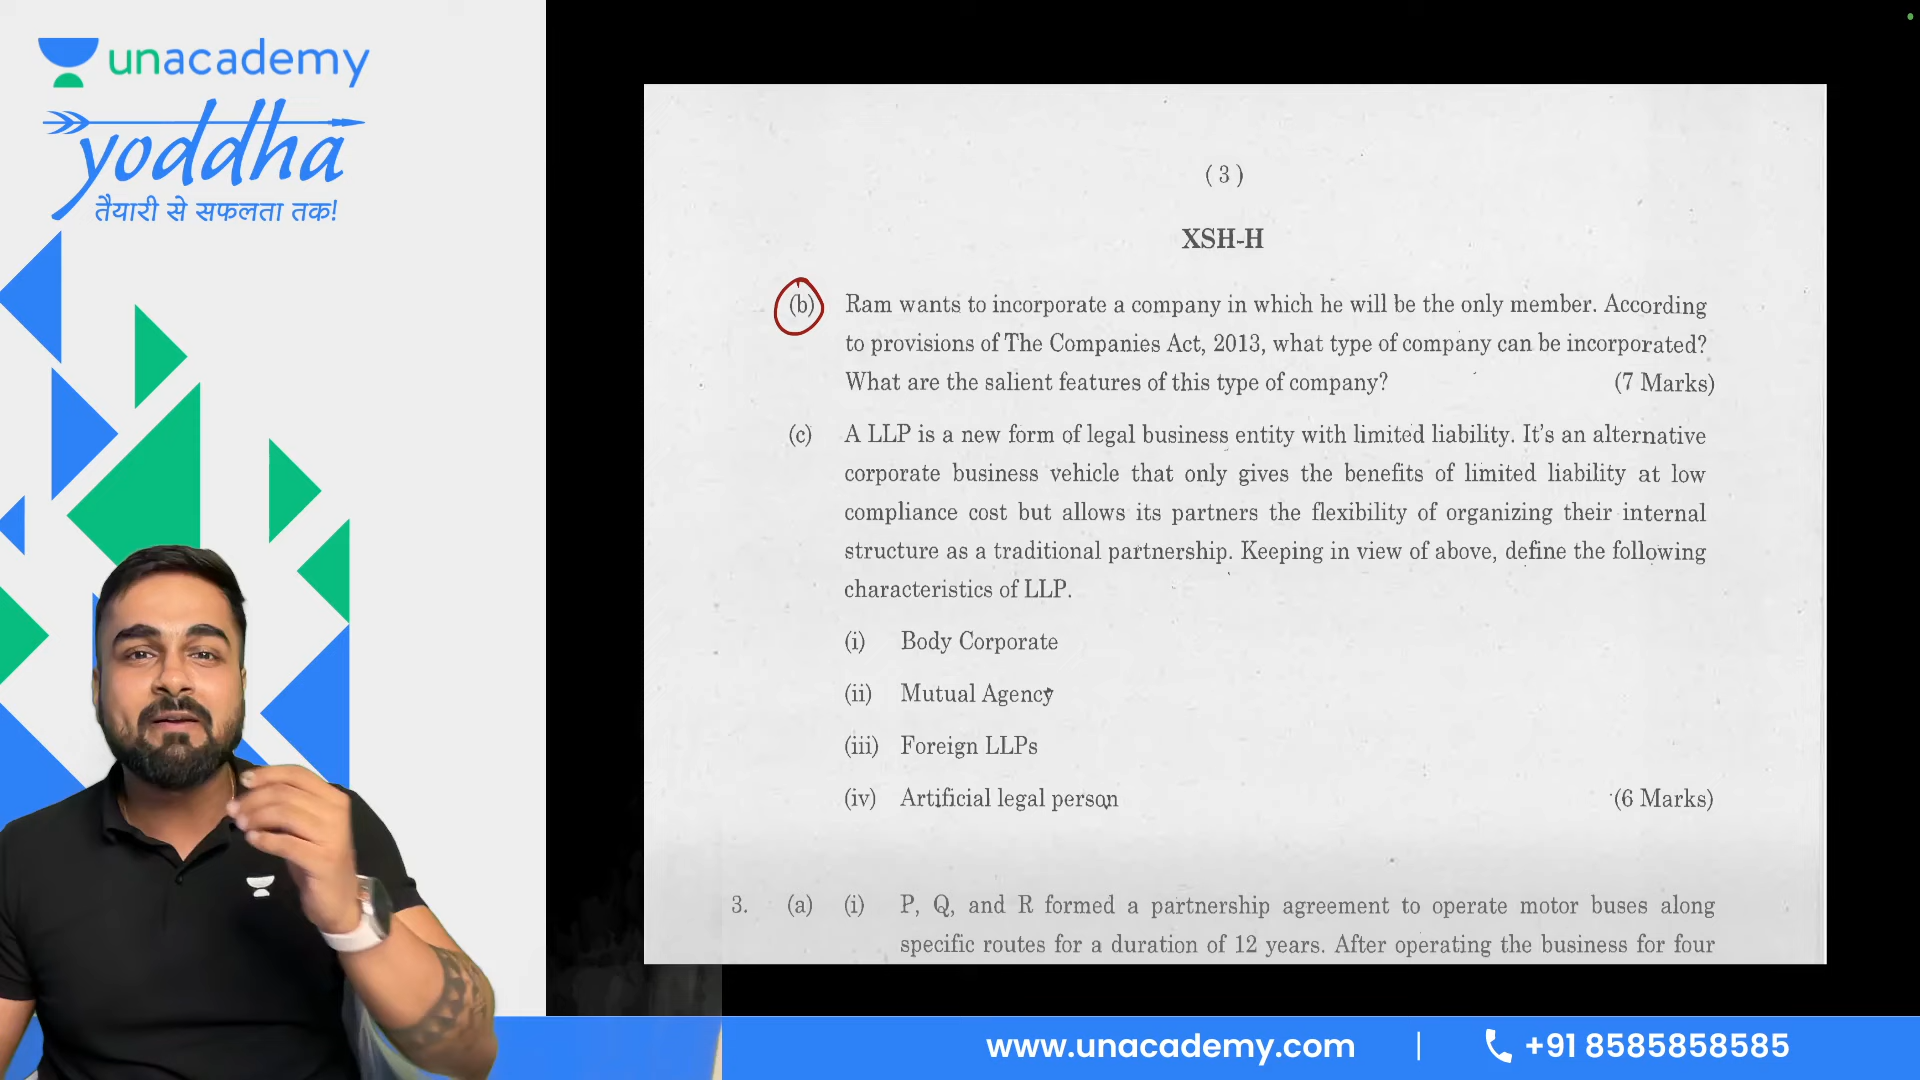 unacademy
yoddha
तैयारी से सफलता तक!
( 3 )
XSH-H
(b) Ram wants to incorporate a company in which he will be the only member. According
to provisions of The Companies Act, 2013, what type of company can be incorporated?
What are the salient features of this type of company? (7 Marks)
(c) A LLP is a new form of legal business entity with limited liability. It's an alternative
corporate business vehicle that only gives the benefits of limited liability at low
compliance cost but allows its partners the flexibility of organizing their internal
structure as a traditional partnership. Keeping in view of above, define the following
characteristics of LLP.
(i) Body Corporate
(ii) Mutual Agency
(iii) Foreign LLPs
(iv) Artificial legal person (6 Marks)
3. (a) (i) P, Q, and R formed a partnership agreement to operate motor buses along
specific routes for a duration of 12 years. After operating the business for four
www.unacademy.com | +91 8585858585